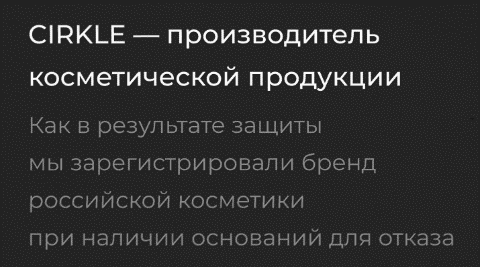 CIRKLE — производитель
косметической продукции
Как в результате защиты
мы зарегистрировали бренд
российской косметики
при наличии оснований для отказа